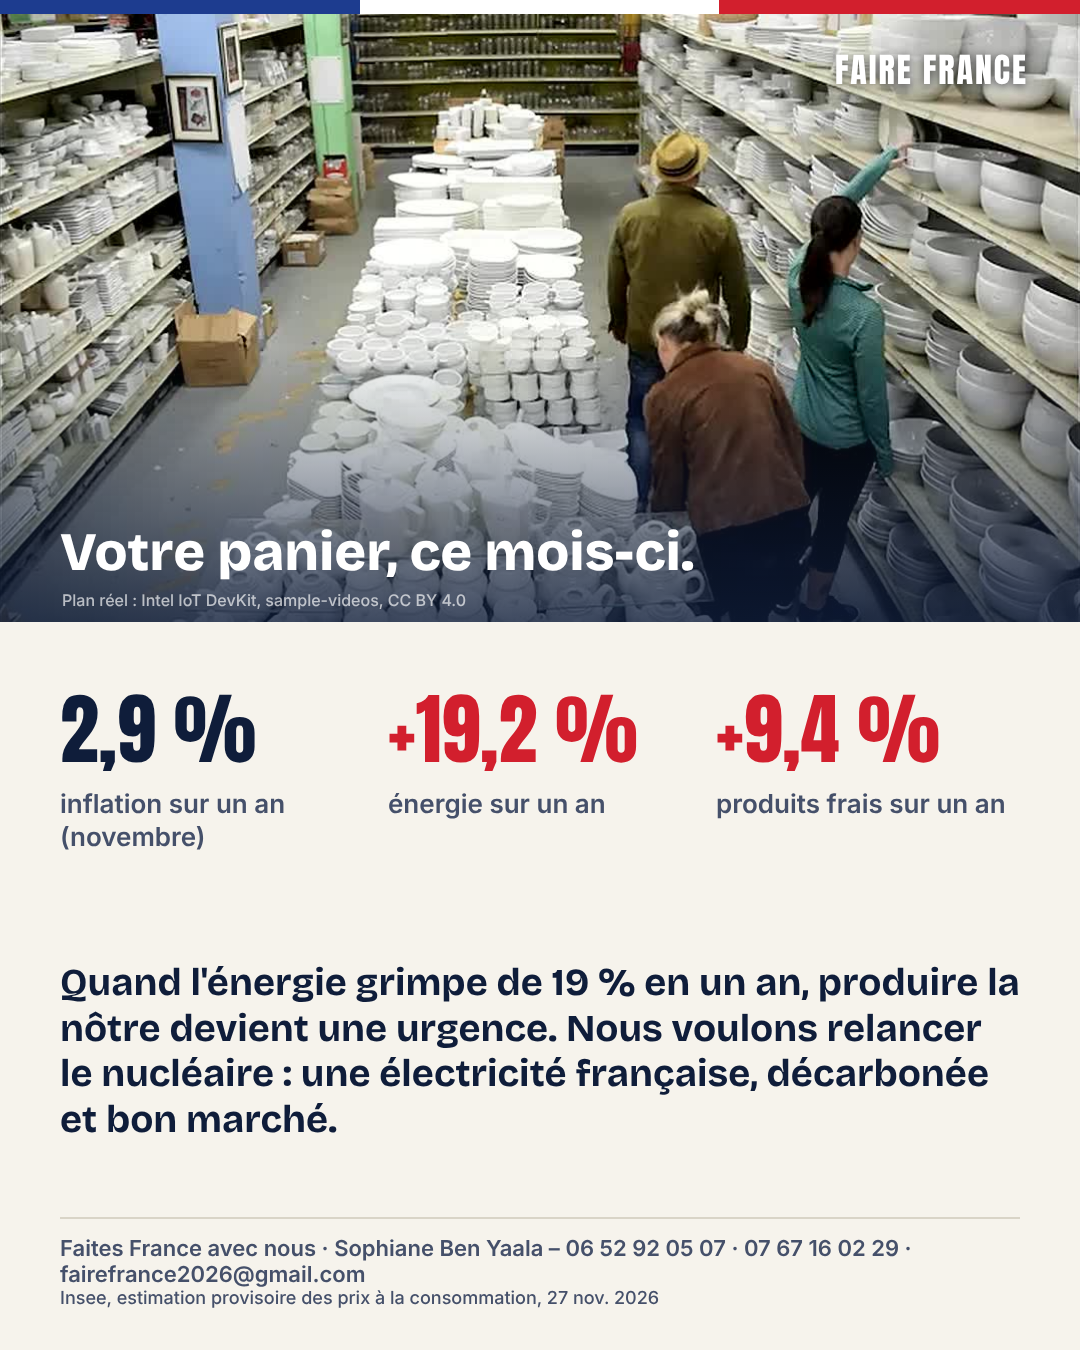 FAIRE FRANCE
Votre panier, ce mois-ci.
Plan réel : Intel IoT DevKit, sample-videos, CC BY 4.0
2,9 %
inflation sur un an
(novembre)
+19,2 %
énergie sur un an
+9,4 %
produits frais sur un an
Quand l'énergie grimpe de 19 % en un an, produire la
nôtre devient une urgence. Nous voulons relancer
le nucléaire : une électricité française, décarbonée
et bon marché.
Faites France avec nous · Sophiane Ben Yaala – 06 52 92 05 07 · 07 67 16 02 29 ·
fairefrance2026@gmail.com
Insee, estimation provisoire des prix à la consommation, 27 nov. 2026